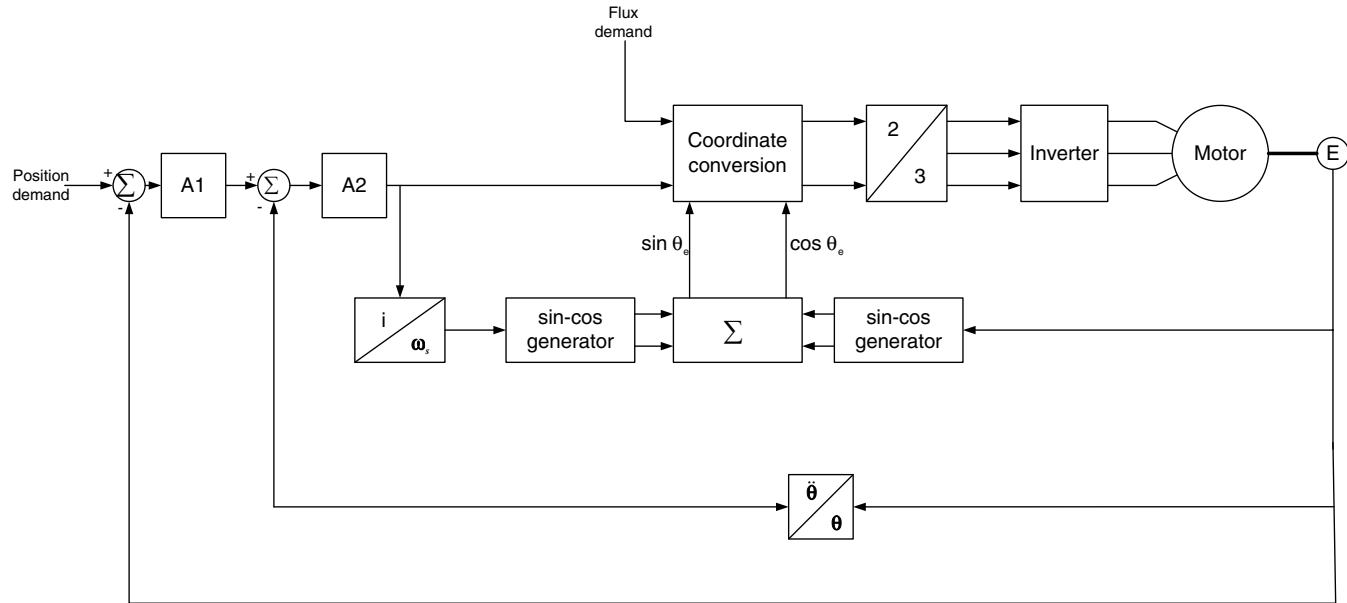 Flux
demand
Position
demand
+
Σ
-
A1
+
Σ
-
A2
Coordinate
conversion
2
3
Inverter
Motor
E
sin θe
cos θe
i
ωs
sin-cos
generator
Σ
sin-cos
generator
θ̈
θ